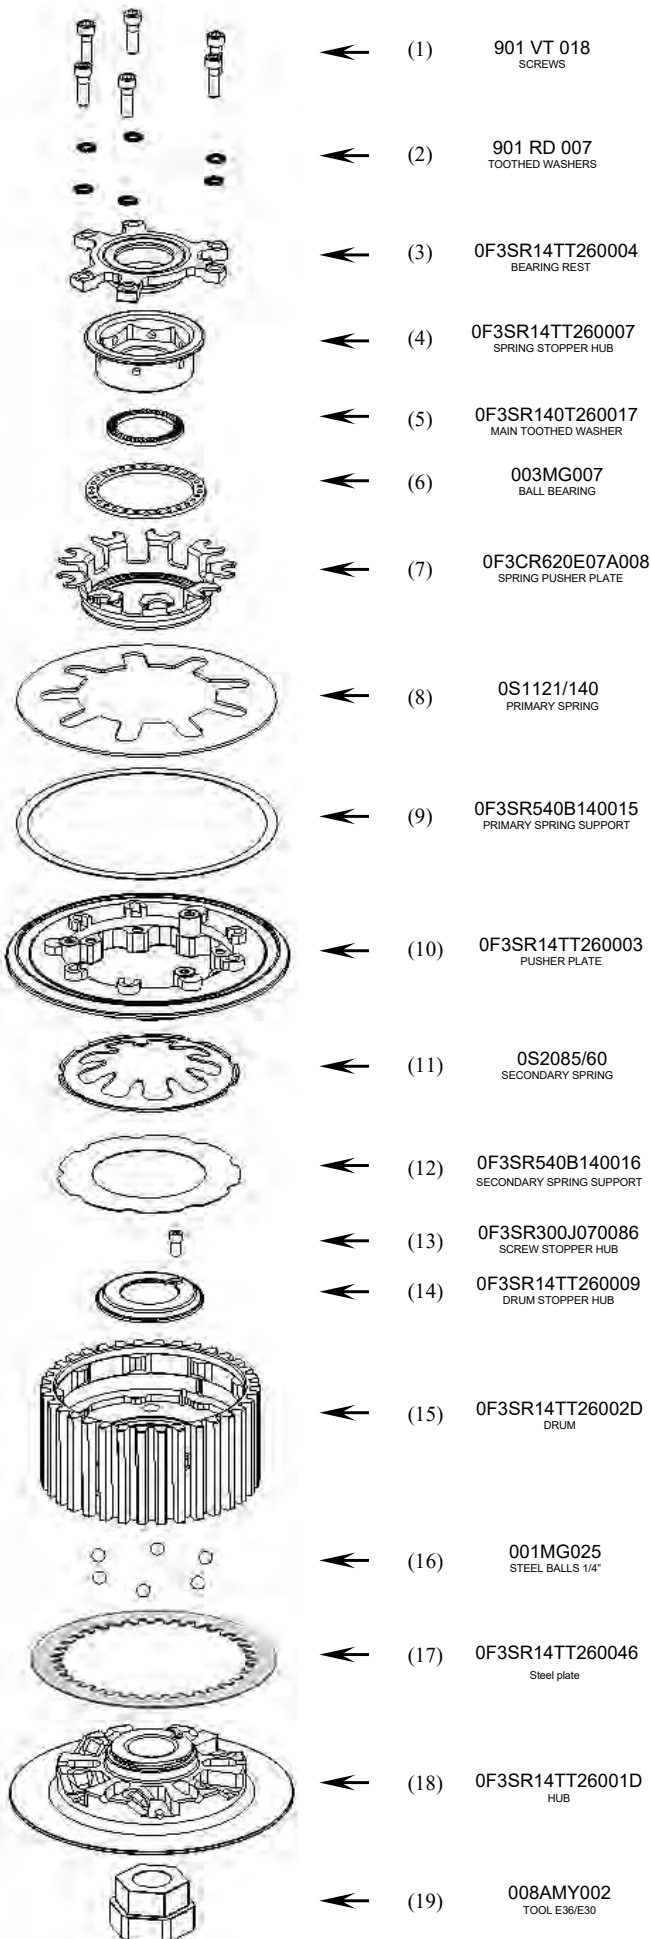 (1) 901 VT 018
SCREWS
(2) 901 RD 007
TOOTHED WASHERS
(3) 0F3SR14TT260004
BEARING REST
(4) 0F3SR14TT260007
SPRING STOPPER HUB
(5) 0F3SR140T260017
MAIN TOOTHED WASHER
(6) 003MG007
BALL BEARING
(7) 0F3CR620E07A008
SPRING PUSHER PLATE
(8) 0S1121/140
PRIMARY SPRING
(9) 0F3SR540B140015
PRIMARY SPRING SUPPORT
(10) 0F3SR14TT260003
PUSHER PLATE
(11) 0S2085/60
SECONDARY SPRING
(12) 0F3SR540B140016
SECONDARY SPRING SUPPORT
(13) 0F3SR300J070086
SCREW STOPPER HUB
(14) 0F3SR14TT260009
DRUM STOPPER HUB
(15) 0F3SR14TT26002D
DRUM
(16) 001MG025
STEEL BALLS 1/4"
(17) 0F3SR14TT260046
Steel plate
(18) 0F3SR14TT26001D
HUB
(19) 008AMY002
TOOL E36/E30